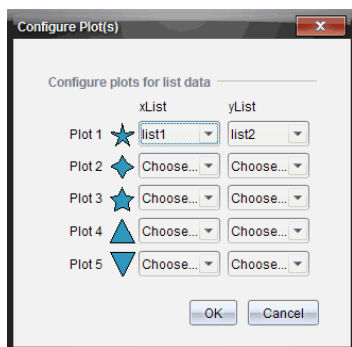 Configure Plot(s)
Configure plots for list data
xList yList
Plot 1 list1 list2
Plot 2 Choose... Choose...
Plot 3 Choose... Choose...
Plot 4 Choose... Choose...
Plot 5 Choose... Choose...
OK Cancel